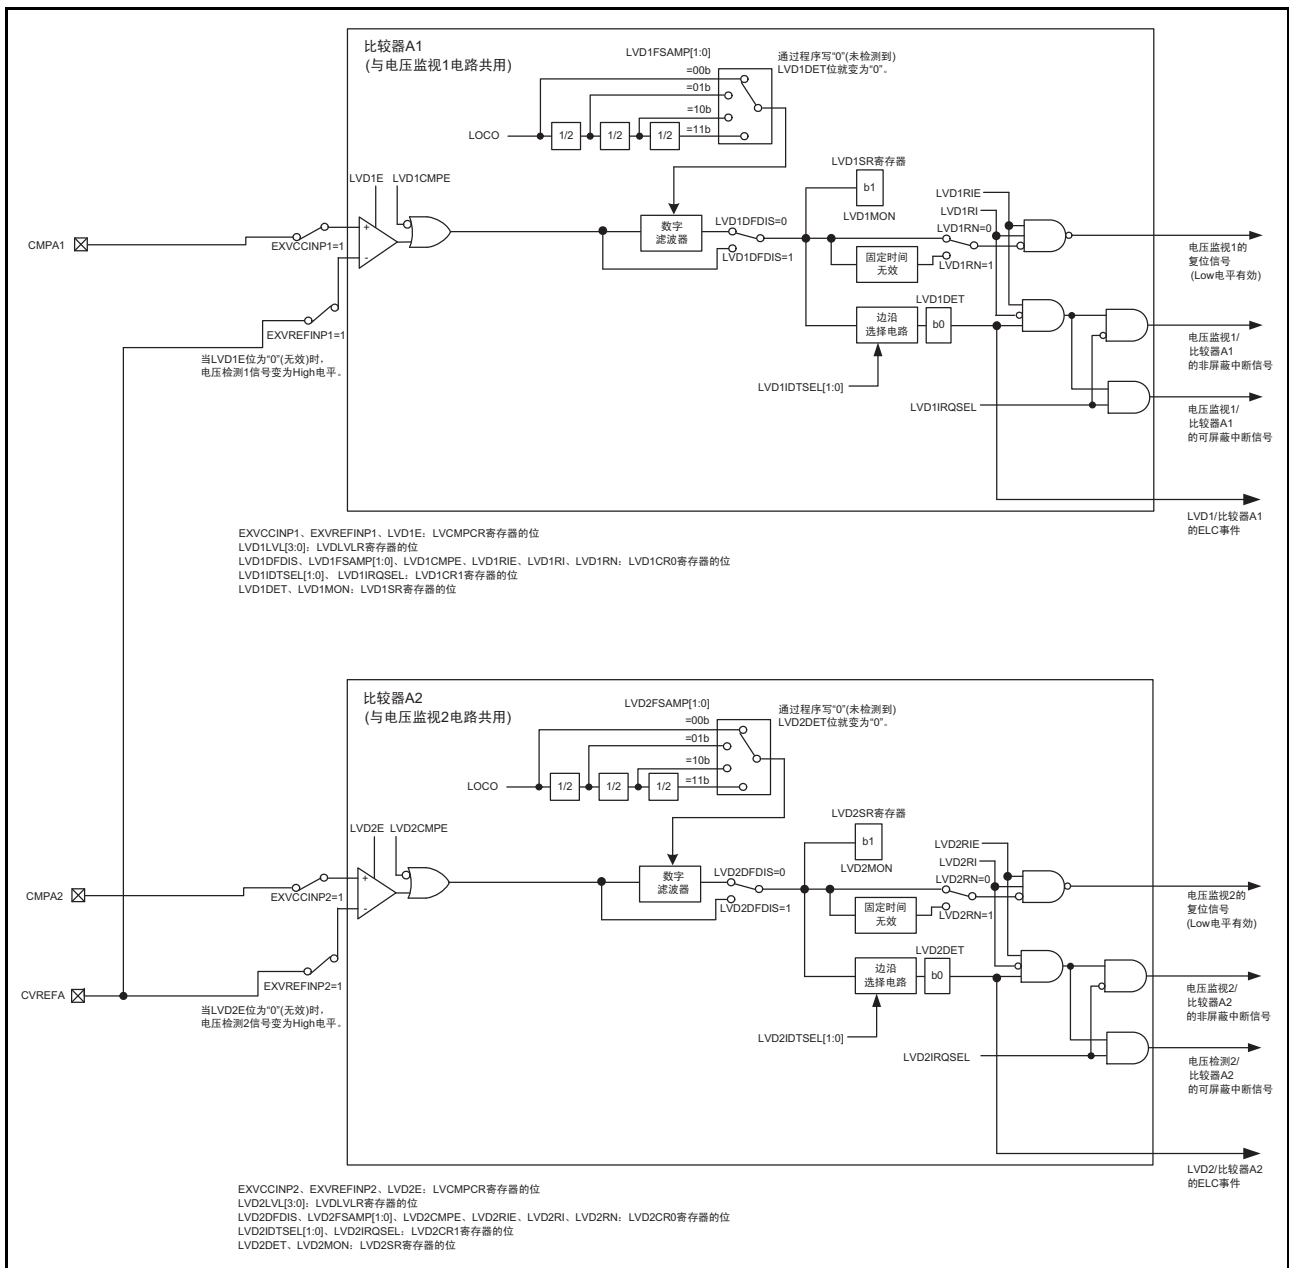 比较器A1
(与电压监视1电路共用)
LVD1FSAMP[1:0]
=00b
=01b
=10b
=11b
通过程序写“0”(未检测到)
LVD1DET位就变为“0”。
LOCO
1/2
1/2
1/2
LVD1E
LVD1CMPE
CMPA1
EXVCCINP1=1
+
-
EXVREFINP1=1
当LVD1E位为“0”(无效)时，
电压检测1信号变为High电平。
数字
滤波器
LVD1DFDIS=0
LVD1DFDIS=1
LVD1SR寄存器
b1
LVD1MON
LVD1RIE
LVD1RI
LVD1RN=0
LVD1RN=1
固定时间
无效
边沿
选择电路
LVD1DET
b0
LVD1IDTSEL[1:0]
LVD1IRQSEL
电压监视1的
复位信号
(Low电平有效)
电压监视1/
比较器A1
的非屏蔽中断信号
电压监视1/
比较器A1
的可屏蔽中断信号
LVD1/比较器A1
的ELC事件
EXVCCINP1、EXVREFINP1、LVD1E：LVCMPCR寄存器的位
LVD1LVL[3:0]：LVDLVLR寄存器的位
LVD1DFDIS、LVD1FSAMP[1:0]、LVD1CMPE、LVD1RIE、LVD1RI、LVD1RN：LVD1CR0寄存器的位
LVD1IDTSEL[1:0]、LVD1IRQSEL：LVD1CR1寄存器的位
LVD1DET、LVD1MON：LVD1SR寄存器的位
比较器A2
(与电压监视2电路共用)
LVD2FSAMP[1:0]
=00b
=01b
=10b
=11b
通过程序写“0”(未检测到)
LVD2DET位就变为“0”。
LOCO
1/2
1/2
1/2
LVD2E
LVD2CMPE
CMPA2
EXVCCINP2=1
+
-
CVREFA
EXVREFINP2=1
当LVD2E位为“0”(无效)时，
电压检测2信号变为High电平。
数字
滤波器
LVD2DFDIS=0
LVD2DFDIS=1
LVD2SR寄存器
b1
LVD2MON
LVD2RIE
LVD2RI
LVD2RN=0
LVD2RN=1
固定时间
无效
边沿
选择电路
LVD2DET
b0
LVD2IDTSEL[1:0]
LVD2IRQSEL
电压监视2的
复位信号
(Low电平有效)
电压监视2/
比较器A2
的非屏蔽中断信号
电压检测2/
比较器A2
的可屏蔽中断信号
LVD2/比较器A2
的ELC事件
EXVCCINP2、EXVREFINP2、LVD2E：LVCMPCR寄存器的位
LVD2LVL[3:0]：LVDLVLR寄存器的位
LVD2DFDIS、LVD2FSAMP[1:0]、LVD2CMPE、LVD2RIE、LVD2RI、LVD2RN：LVD2CR0寄存器的位
LVD2IDTSEL[1:0]、LVD2IRQSEL：LVD2CR1寄存器的位
LVD2DET、LVD2MON：LVD2SR寄存器的位